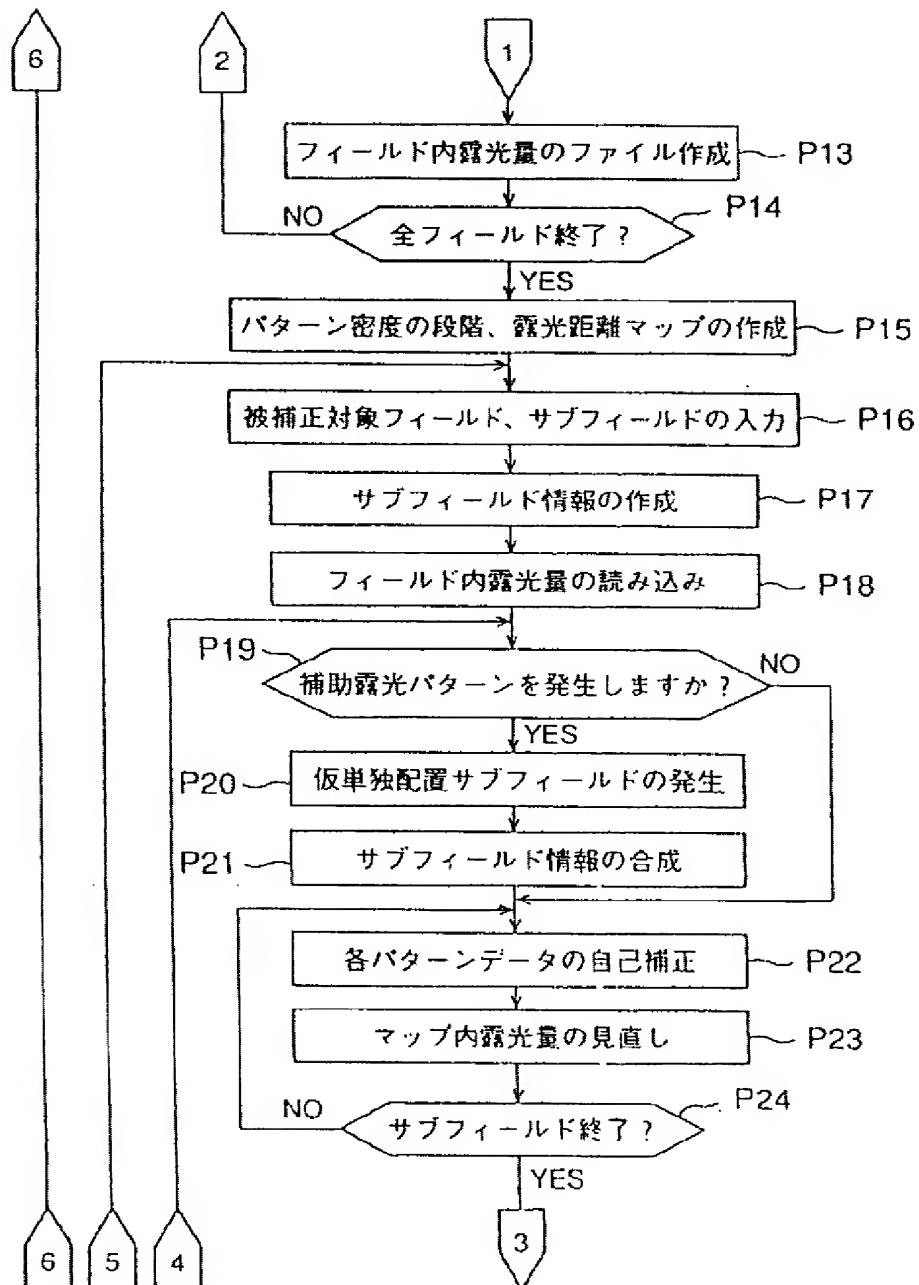 6
2
1
フィールド内露光量のファイル作成
P13
NO
P14
全フィールド終了?
YES
パターン密度の段階、露光距離マップの作成
P15
被補正対象フィールド、サブフィールドの入力
P16
サブフィールド情報の作成
P17
フィールド内露光量の読み込み
P18
P19
NO
補助露光パターンを発生しますか?
YES
P20
仮単独配置サブフィールドの発生
P21
サブフィールド情報の合成
各パターンデータの自己補正
P22
マップ内露光量の見直し
P23
NO
P24
サブフィールド終了?
YES
6
5
4
3